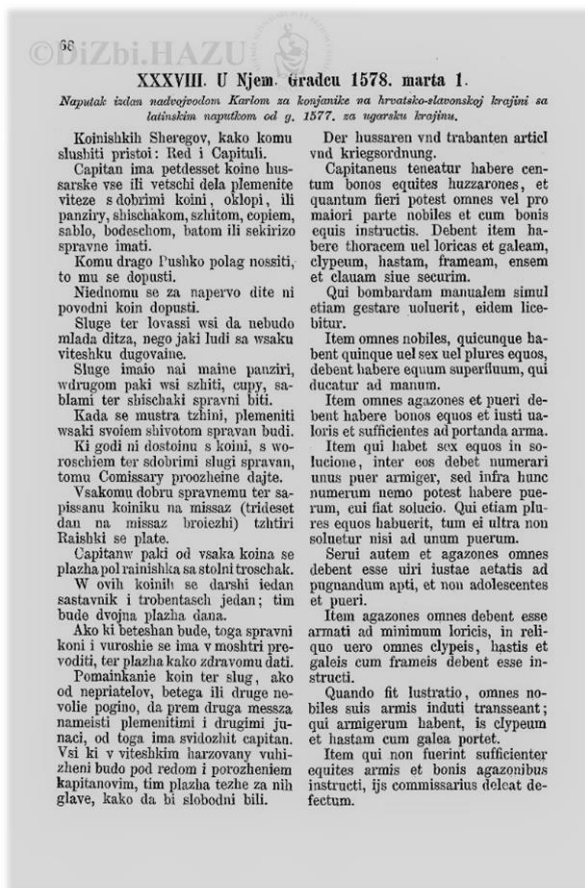 68
©DiZbi.HAZU
XXXVIII. U Njem. Gradcu 1578. marta 1.
Naputak izdan nadvojvodom Karlom za konjanike na hrvatsko-slavonskoj krajini sa
latinskim naputkom od g. 1577. za ugarsku krajinu.
Koinishkih Sheregov, kako komu
slushiti pristoi: Red i Capituli.
Capitan ima petdesset koine hus-
sarske vse ili vetschi dela plemenite
viteze s dobrimi koini, oklopi, ili
panziry, shischakom, szhitom, copiem,
sablo, bodeschom, batom ili sekirizo
spravne imati.
Komu drago Pushko polag nossiti,
to mu se dopusti.
Niednomu se za napervo dite ni
povodni koin dopusti.
Sluge ter lovassi wsi da nebudo
mlada ditza, nego jaki ludi sa wsaku
viteshku dugovaine.
Sluge imaio nai maine panziri,
wdrugom paki wsi szhiti, cupy, sa-
blami ter shischaki spravni biti.
Kada se mustra tzhini, plemeniti
wsaki svoiem shivotom spravan budi.
Ki godi ni dostoinu s koini, s wo-
roschiem ter sdobrimi slugi spravan,
tomu Comissary proozheine dajte.
Vsakomu dobru spravnemu ter sa-
pissanu koiniku na missaz (trideset
dan na missaz broiezhi) tzhtiri
Raishki se plate.
Capitanw paki od vsaka koina se
plazha pol rainishka sa stolni troschak.
W ovih koinih se darshi iedan
sastavnik i trobentasch jedan; tim
bude dvojna plazha dana.
Ako ki beteshan bude, toga spravni
koni i vuroshie se ima v moshtri pre-
voditi, ter plazha kako zdravomu dati.
Pomainkanie koin ter slug, ako
od nepriatelov, betega ili druge ne-
volie pogino, da prem druga messza
namesti plemenitimi i drugimi ju-
naci, od toga ima svidozhit capitan.
Vsi ki v viteshkim harzovany vuhi-
zheni budo pod redom i porozheniem
kapitanovim, tim plazha tezhe za nih
glave, kako da bi slobodni bili.
Der hussaren vnd trabanten articl
vnd kriegsordnung.
Capitaneus teneatur habere cen-
tum bonos equites huzzarones, et
quantum fieri potest omnes vel pro
maiori parte nobiles et cum bonis
equis instructis. Debent item ha-
bere thoracem uel loricas et galeam,
clypeum, hastam, frameam, ensem
et clauam siue securim.
Qui bombardam manualem simul
etiam gestare uoluerit, eidem lice-
bitur.
Item omnes nobiles, quicunque ha-
bent quinque uel sex uel plures equos,
debent habere equum superfluum, qui
ducatur ad manum.
Item omnes agazones et pueri de-
bent habere bonos equos et iusti ua-
loris et sufficientes ad portanda arma.
Item qui habet sex equos in so-
lucione, inter eos debet numerari
unus puer armiger, sed infra hunc
numerum nemo potest habere pue-
rum, cui fiat solucio. Qui etiam plu-
res equos habuerit, tum ei ultra non
soluetur nisi ad unum puerum.
Serui autem et agazones omnes
debent esse uiri iustae aetatis ad
pugnandum apti, et non adolescentes
et pueri.
Item agazones omnes debent esse
armati ad minimum loricis, in reli-
quo uero omnes clypeis, hastis et
galeis cum frameis debent esse in-
structi.
Quando fit lustratio, omnes no-
biles suis armis induti transseant;
qui armigerum habent, is clypeum
et hastam cum galea portet.
Item qui non fuerint sufficienter
equites armis et bonis agazonibus
instructi, ijs commissarius deleat de-
fectum.